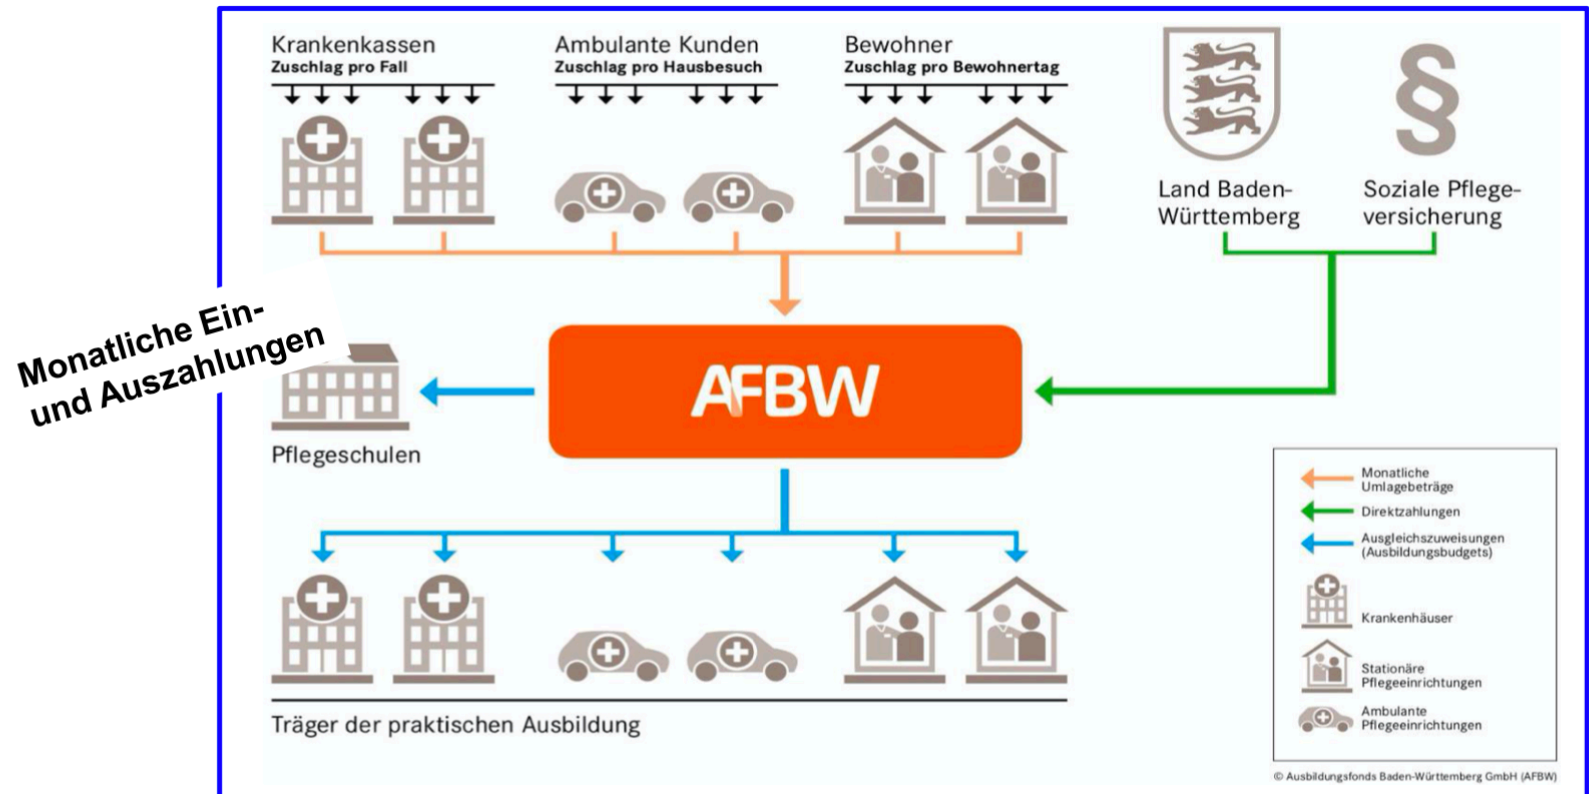 Krankenkassen
Zuschlag pro Fall
Ambulante Kunden
Zuschlag pro Hausbesuch
Bewohner
Zuschlag pro Bewohnertag
Land Baden-
Württemberg
§
Soziale Pflege-
versicherung
Monatliche Ein-
und Auszahlungen
AFBW
Pflegeschulen
Träger der praktischen Ausbildung
Monatliche
Umlagebeträge
Direktzahlungen
Ausgleichszuweisungen
(Ausbildungsbudgets)
Krankenhäuser
Stationäre
Pflegeeinrichtungen
Ambulante
Pflegeeinrichtungen
© Ausbildungsfonds Baden-Württemberg GmbH (AFBW)